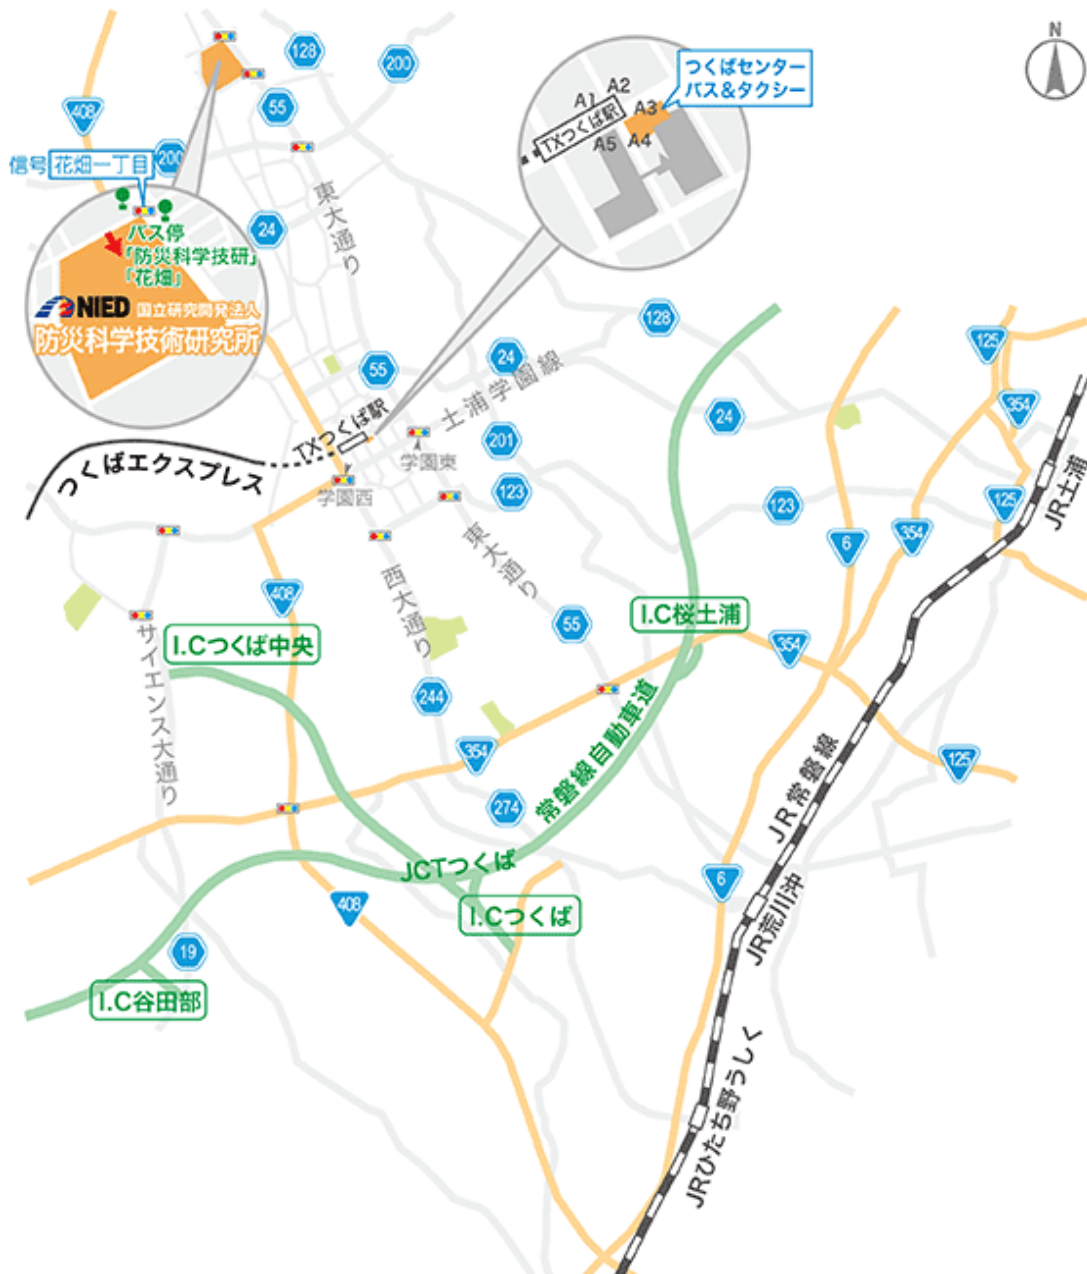 N
128
200
55
408
200
24
信号
花畑一丁目
バス停
「防災科学技研」
「花畑」
NIED 国立研究開発法人
防災科学技術研究所
つくばセンター
バス&タクシー
A1
A2
A3
A4
A5
TXつくば駅
東大通り
128
125
354
24
55
24
土浦学園線
TXつくば駅
学園東
学園西
201
123
123
つくばエクスプレス
6
354
125
JR土浦
東大通り
西大通り
408
I.Cつくば中央
I.C桜土浦
55
354
サイエンス大通り
244
354
125
274
常磐線自動車道
JR常磐線
JCTつくば
I.Cつくば
408
6
JR荒川沖
19
I.C谷田部
JRひたち野うしく